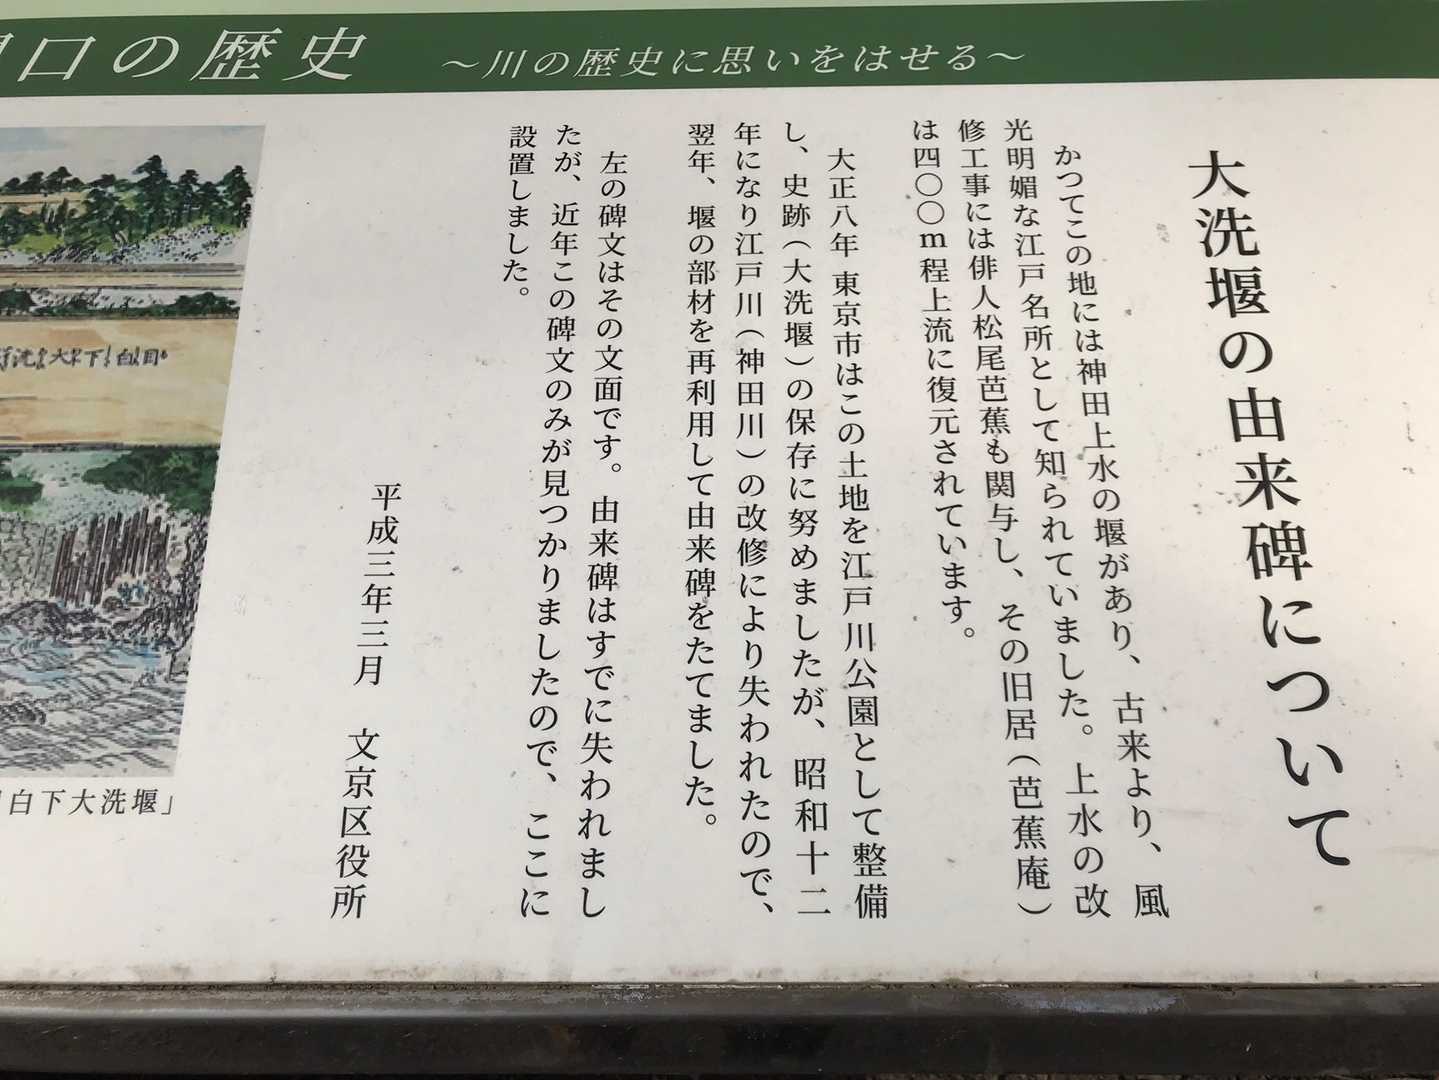 口の歴史 ～川の歴史に思いをはせる～
大洗堰の由来碑について
かつてこの地には神田上水の堰があり、古来より、風
光明媚な江戸名所として知られていました。上水の改
修工事には俳人松尾芭蕉も関与し、その旧居（芭蕉庵）
は四〇〇m程上流に復元されています。
大正八年 東京市はこの土地を江戸川公園として整備
し、史跡（大洗堰）の保存に努めましたが、昭和十二
年になり江戸川（神田川）の改修により失われたので、
翌年、堰の部材を再利用して由来碑をたてました。
左の碑文はその文面です。由来碑はすでに失われまし
たが、近年この碑文のみが見つかりましたので、ここに
設置しました。
平成三年三月 文京区役所
目白下大洗堰
白下大洗堰」